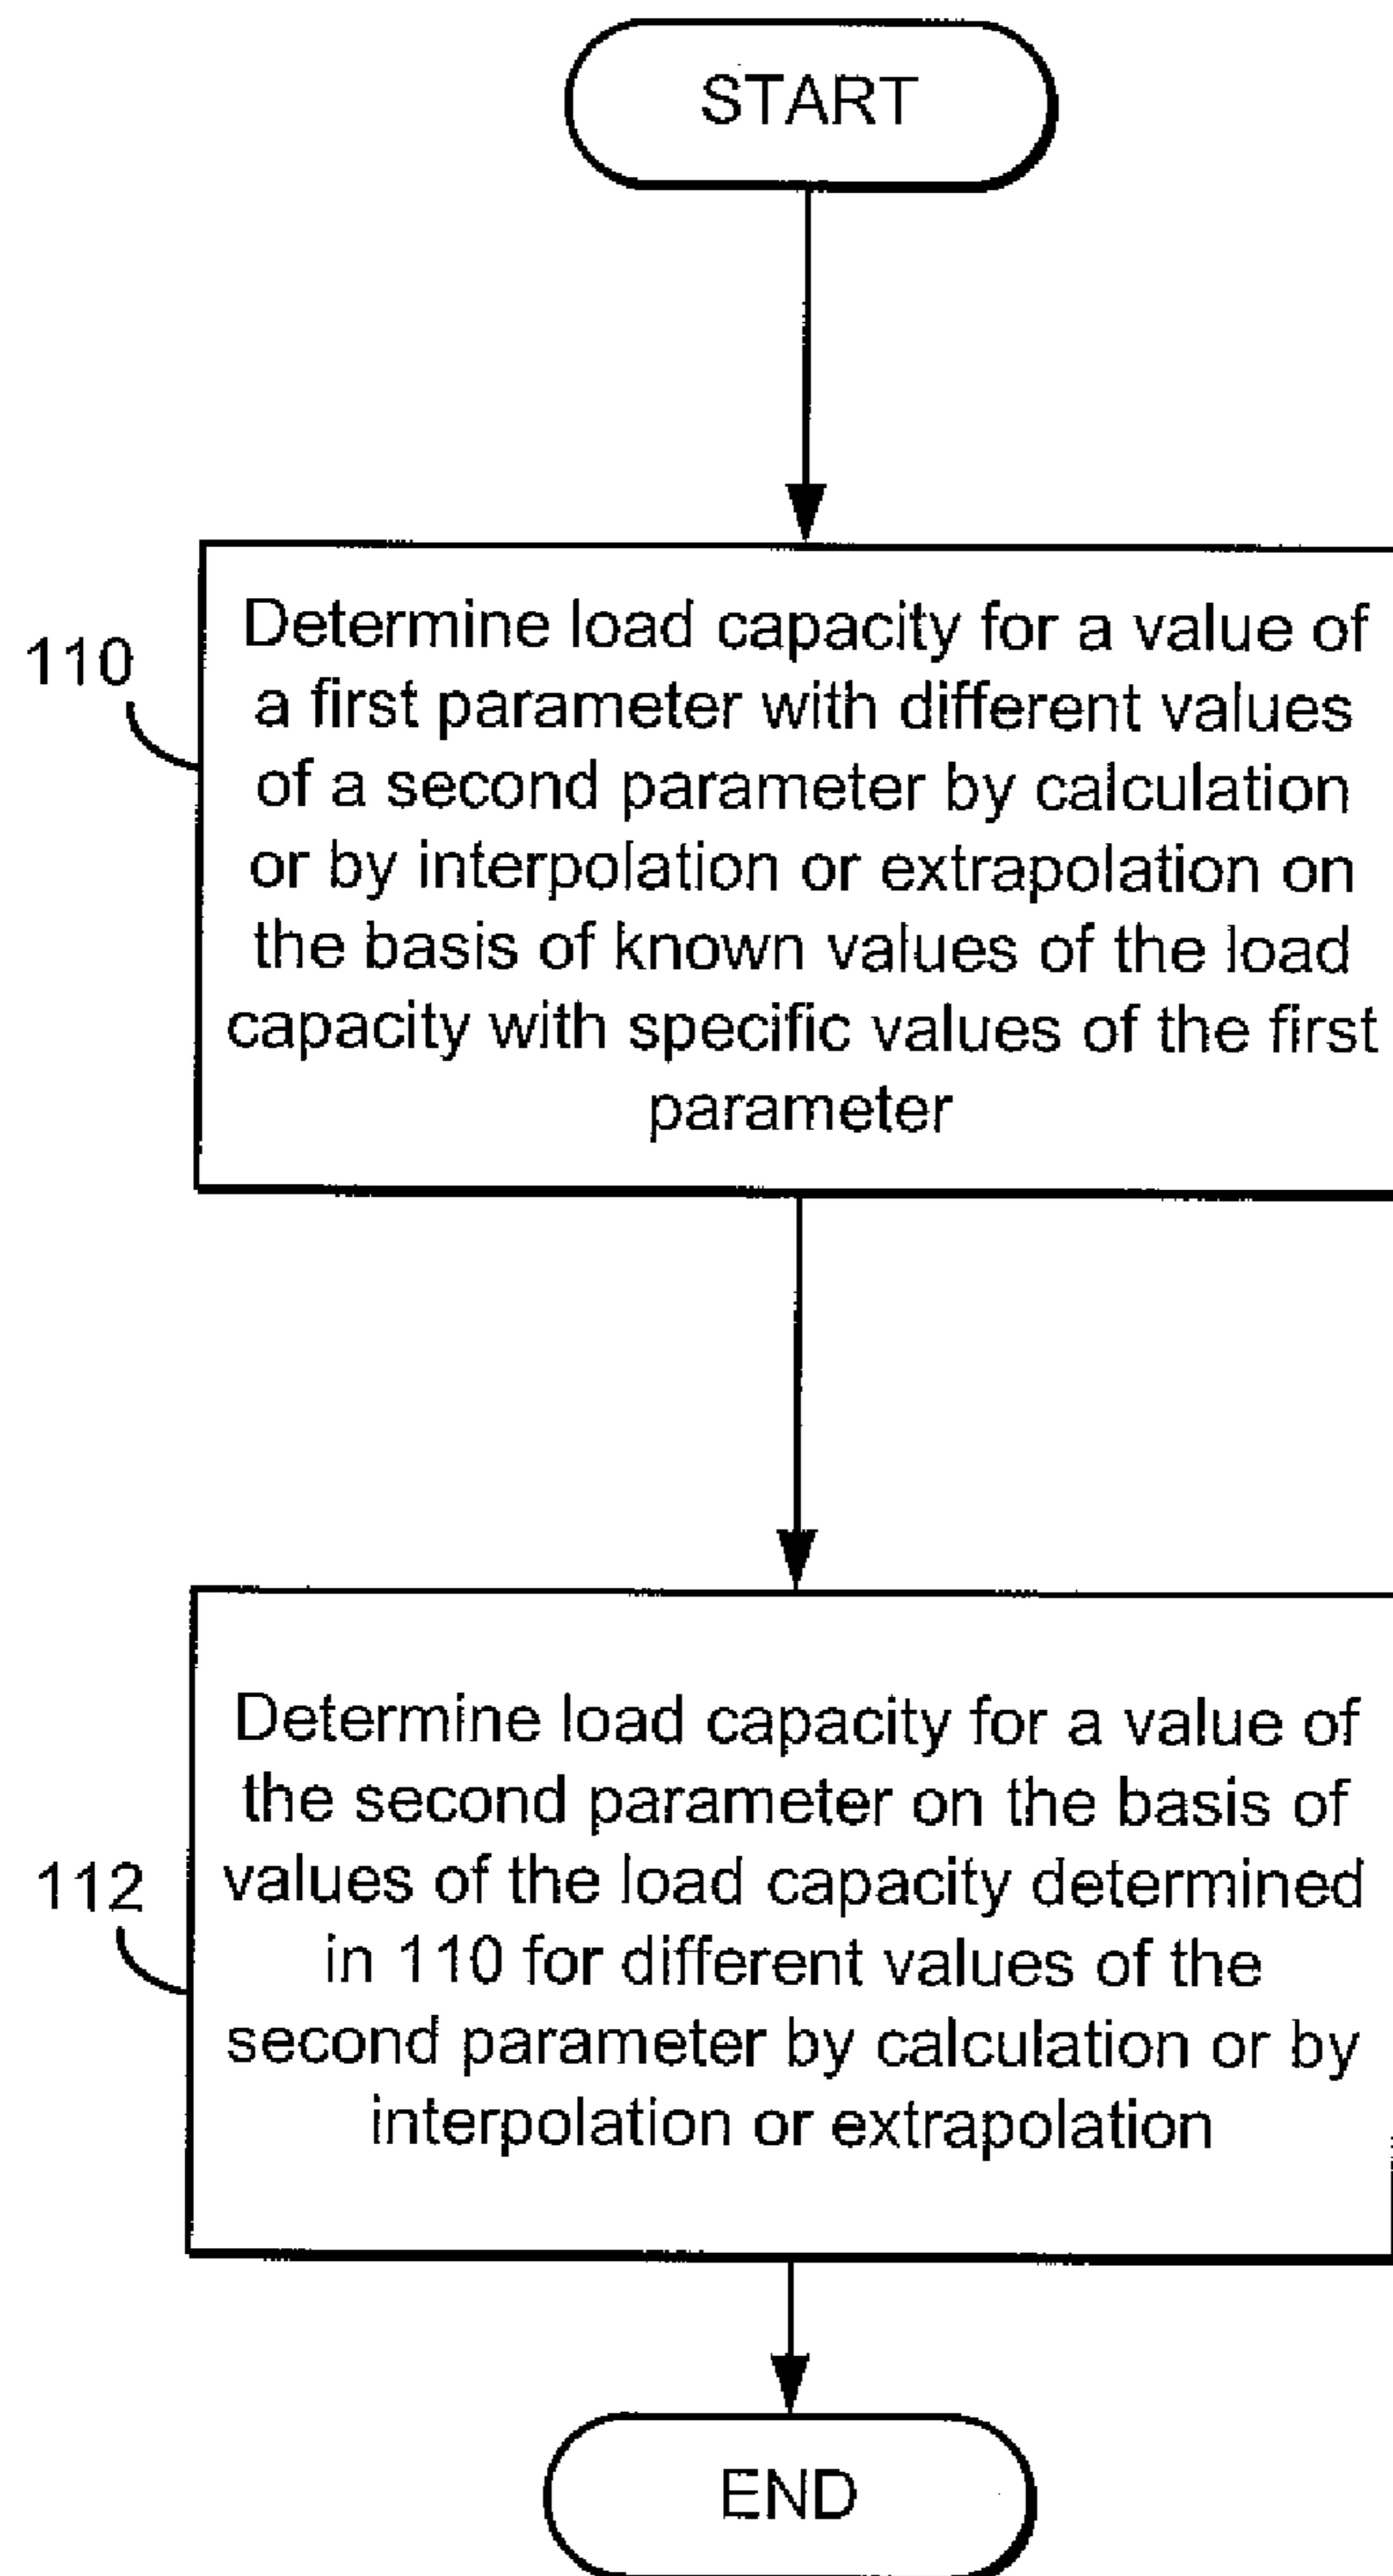 START
110
Determine load capacity for a value of
a first parameter with different values
of a second parameter by calculation
or by interpolation or extrapolation on
the basis of known values of the load
capacity with specific values of the first
parameter
112
Determine load capacity for a value of
the second parameter on the basis of
values of the load capacity determined
in 110 for different values of the
second parameter by calculation or by
interpolation or extrapolation
END